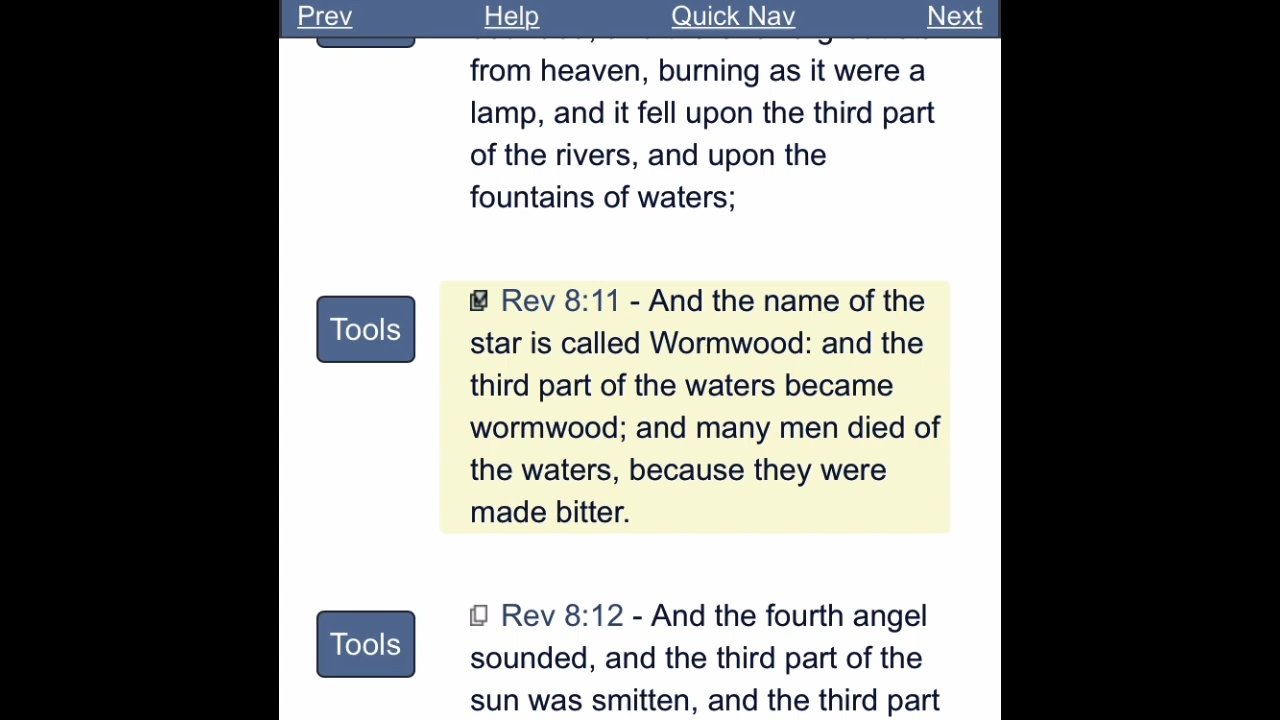 Prev Help Quick Nav Next
from heaven, burning as it were a
lamp, and it fell upon the third part
of the rivers, and upon the
fountains of waters;
Tools
Rev 8:11 - And the name of the
star is called Wormwood: and the
third part of the waters became
wormwood; and many men died of
the waters, because they were
made bitter.
Tools
Rev 8:12 - And the fourth angel
sounded, and the third part of the
sun was smitten, and the third part